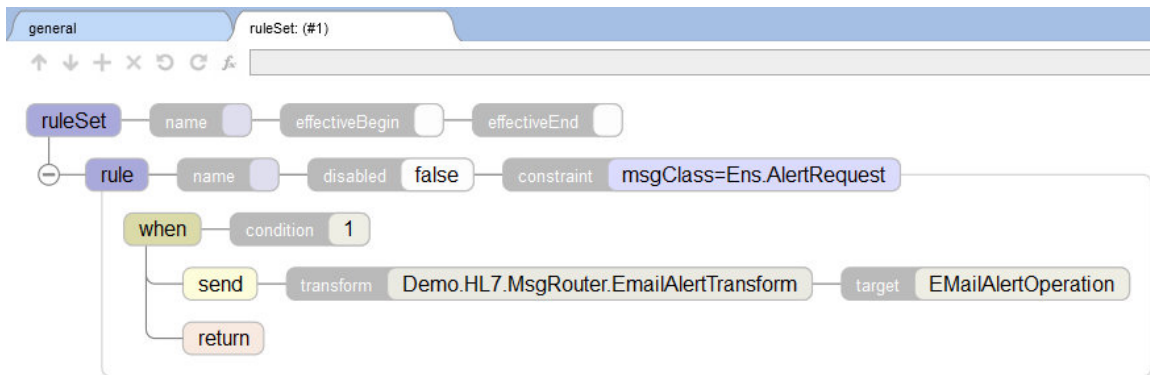 general ruleSet: (#1)
fx
ruleSet name effectiveBegin effectiveEnd
rule name disabled false constraint msgClass=Ens.AlertRequest
when condition 1
send transform Demo.HL7.MsgRouter.EmailAlertTransform target EMailAlertOperation
return